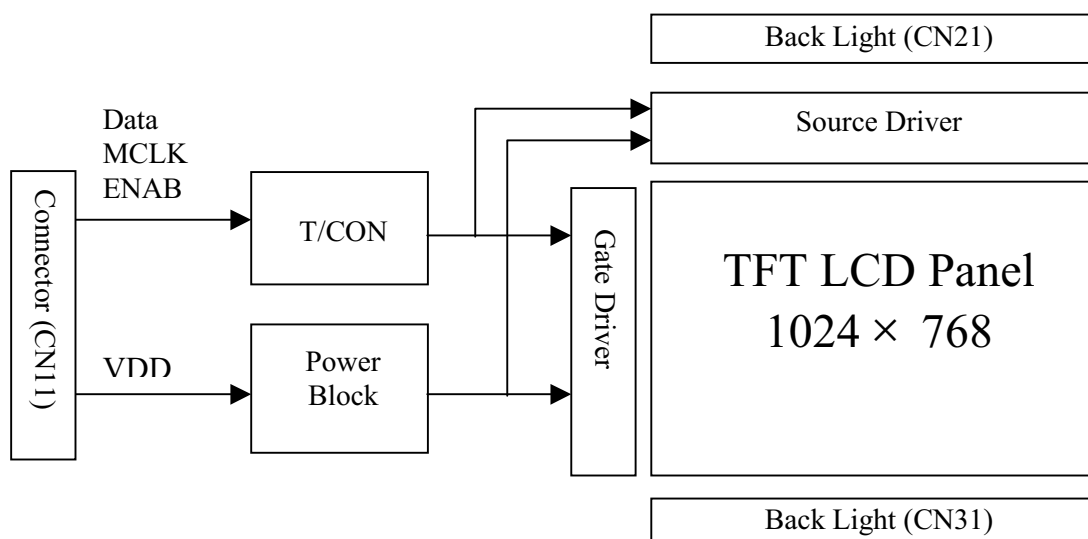 Back Light (CN21)
Data
MCLK
ENAB
Source Driver
Connector (CN11)
T/CON
Gate Driver
TFT LCD Panel
1024 × 768
VDD
Power
Block
Back Light (CN31)